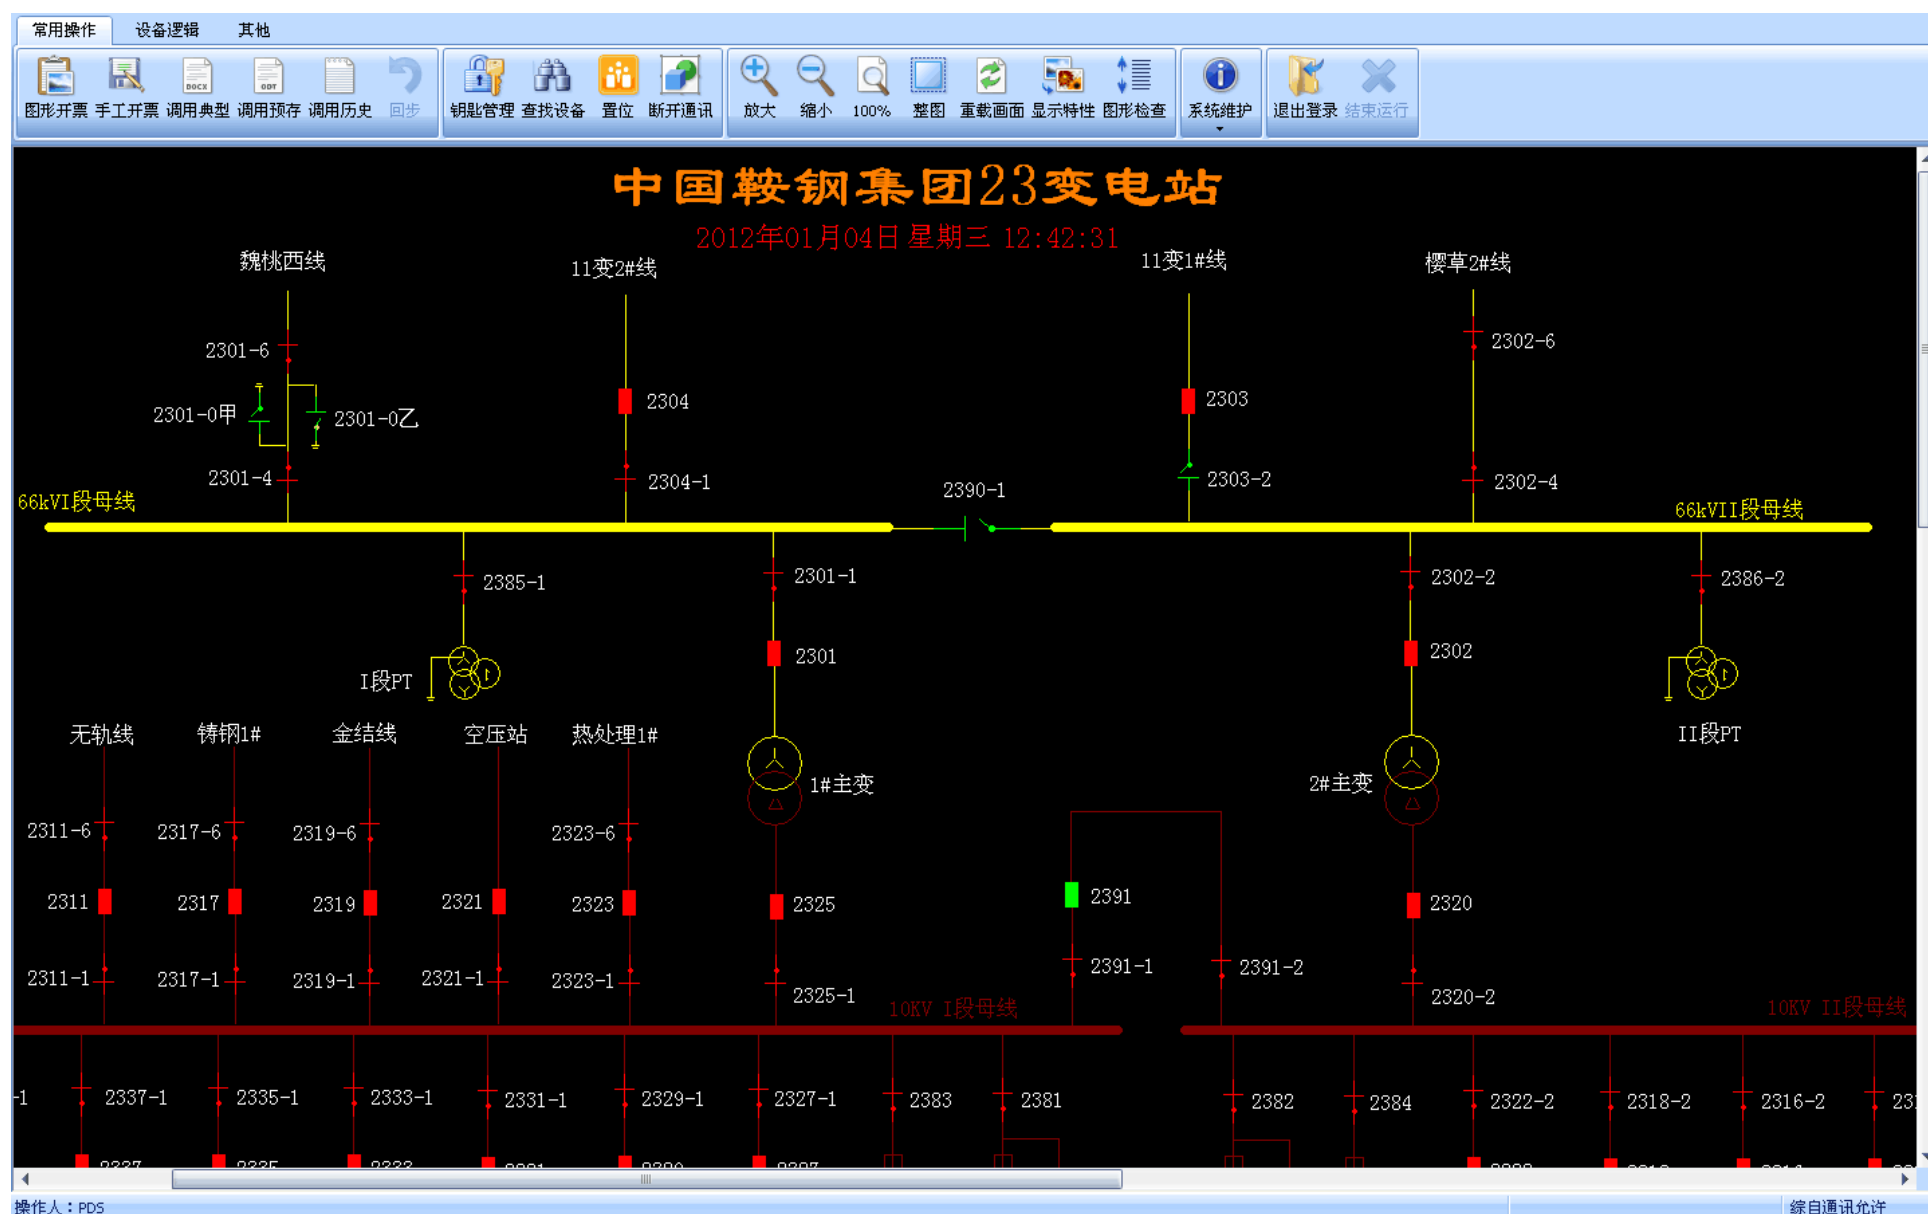 常用操作 设备逻辑 其他
图形开票 手工开票 调用典型 调用预存 调用历史 回步 钥匙管理 查找设备 置位 断开通讯 放大 缩小 100% 整图 重载画面 显示特性 图形检查 系统维护 退出登录 结束运行
中国鞍钢集团23变电站
2012年01月04日 星期三 12:42:31
魏桃西线 11变2#线 11变1#线 樱草2#线
2301-6 2302-6
2304 2303
2301-0甲 2301-0乙
2301-4 2304-1 2303-2 2302-4
2390-1
66kVI段母线 66kVII段母线
2385-1 2301-1 2302-2 2386-2
2301 2302
I段PT
无轨线 铸钢1# 金结线 空压站 热处理1# II段PT
1#主变 2#主变
2311-6 2317-6 2319-6 2323-6
2311 2317 2319 2321 2323 2325 2391 2320
2311-1 2317-1 2319-1 2321-1 2323-1 2391-1 2391-2
2325-1 2320-2
10KV I段母线 10KV II段母线
-1 2337-1 2335-1 2333-1 2331-1 2329-1 2327-1 2383 2381 2382 2384 2322-2 2318-2 2316-2
操作人：PDS 综自通讯允许